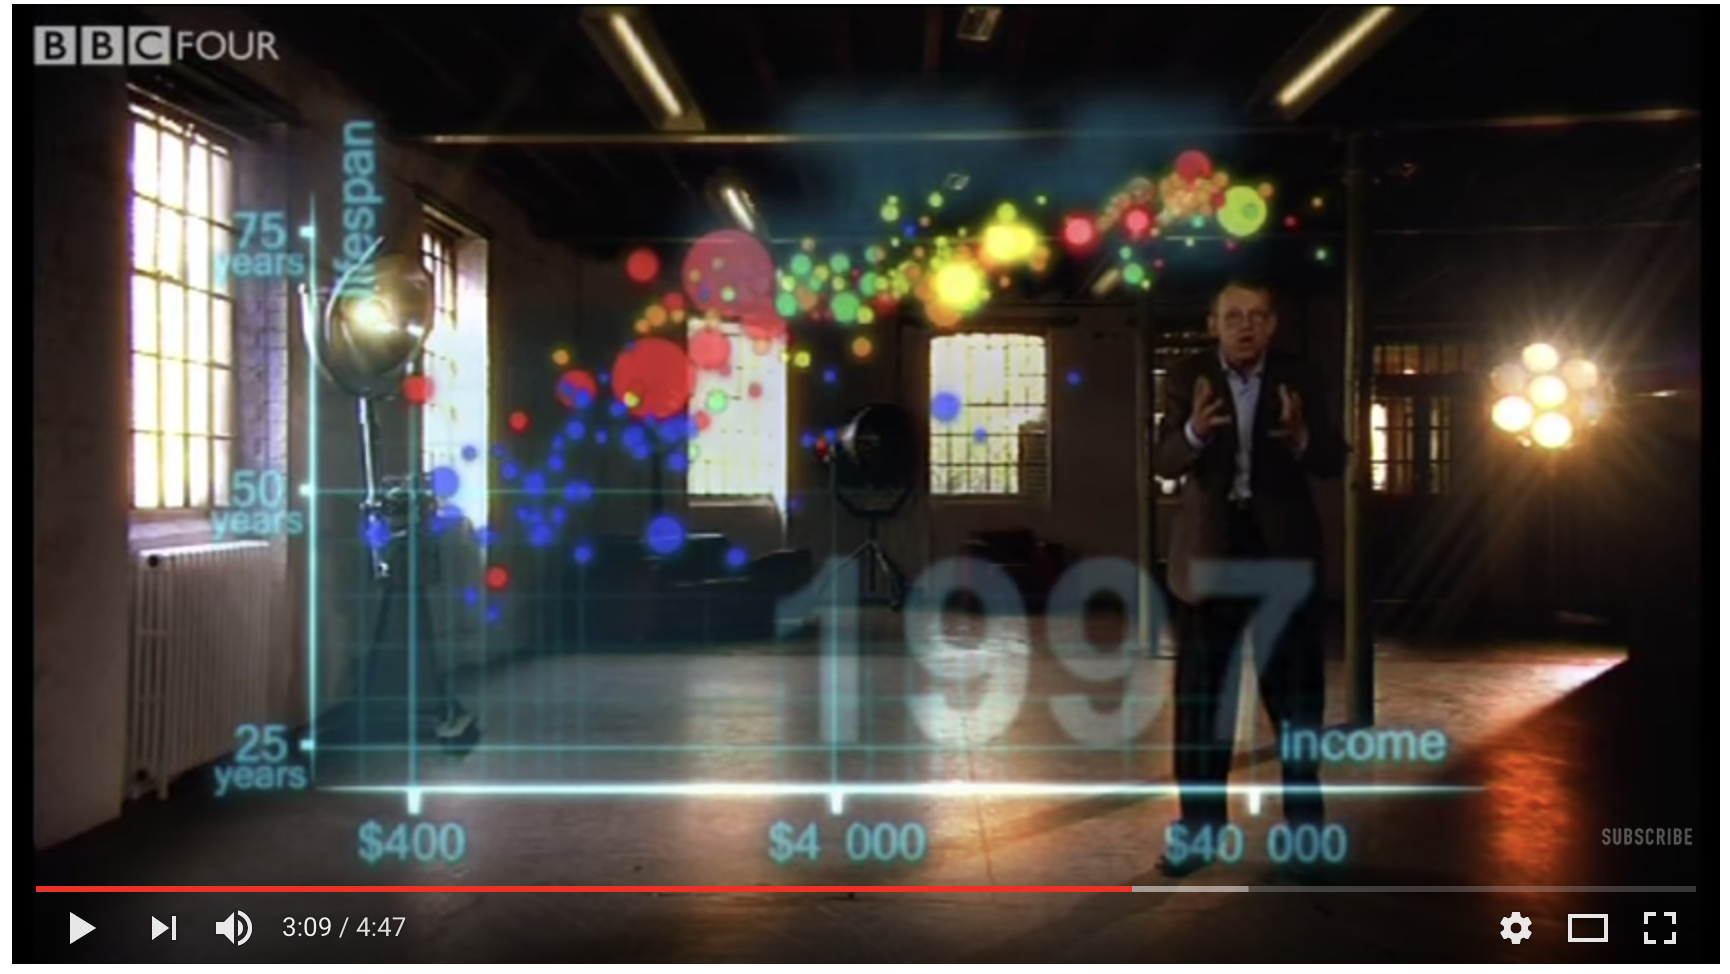 BBC FOUR
lifespan
75
years
50
years
25
years
1997
income
$400
$4 000
$40 000
SUBSCRIBE
3:09 / 4:47